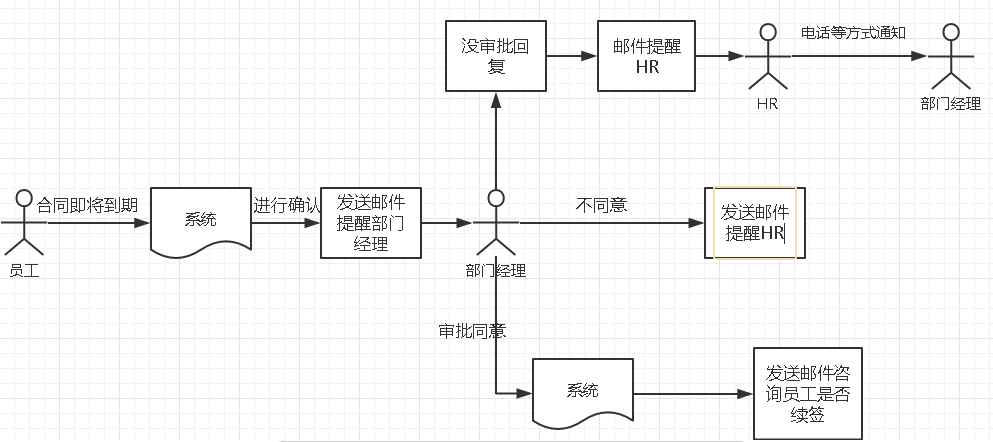 没审批回
复
邮件提醒
HR
电话等方式通知
HR
部门经理
合同即将到期
系统
进行确认
发送邮件
提醒部门
经理
不同意
发送邮件
提醒HR
员工
部门经理
审批同意
系统
发送邮件咨
询员工是否
续签